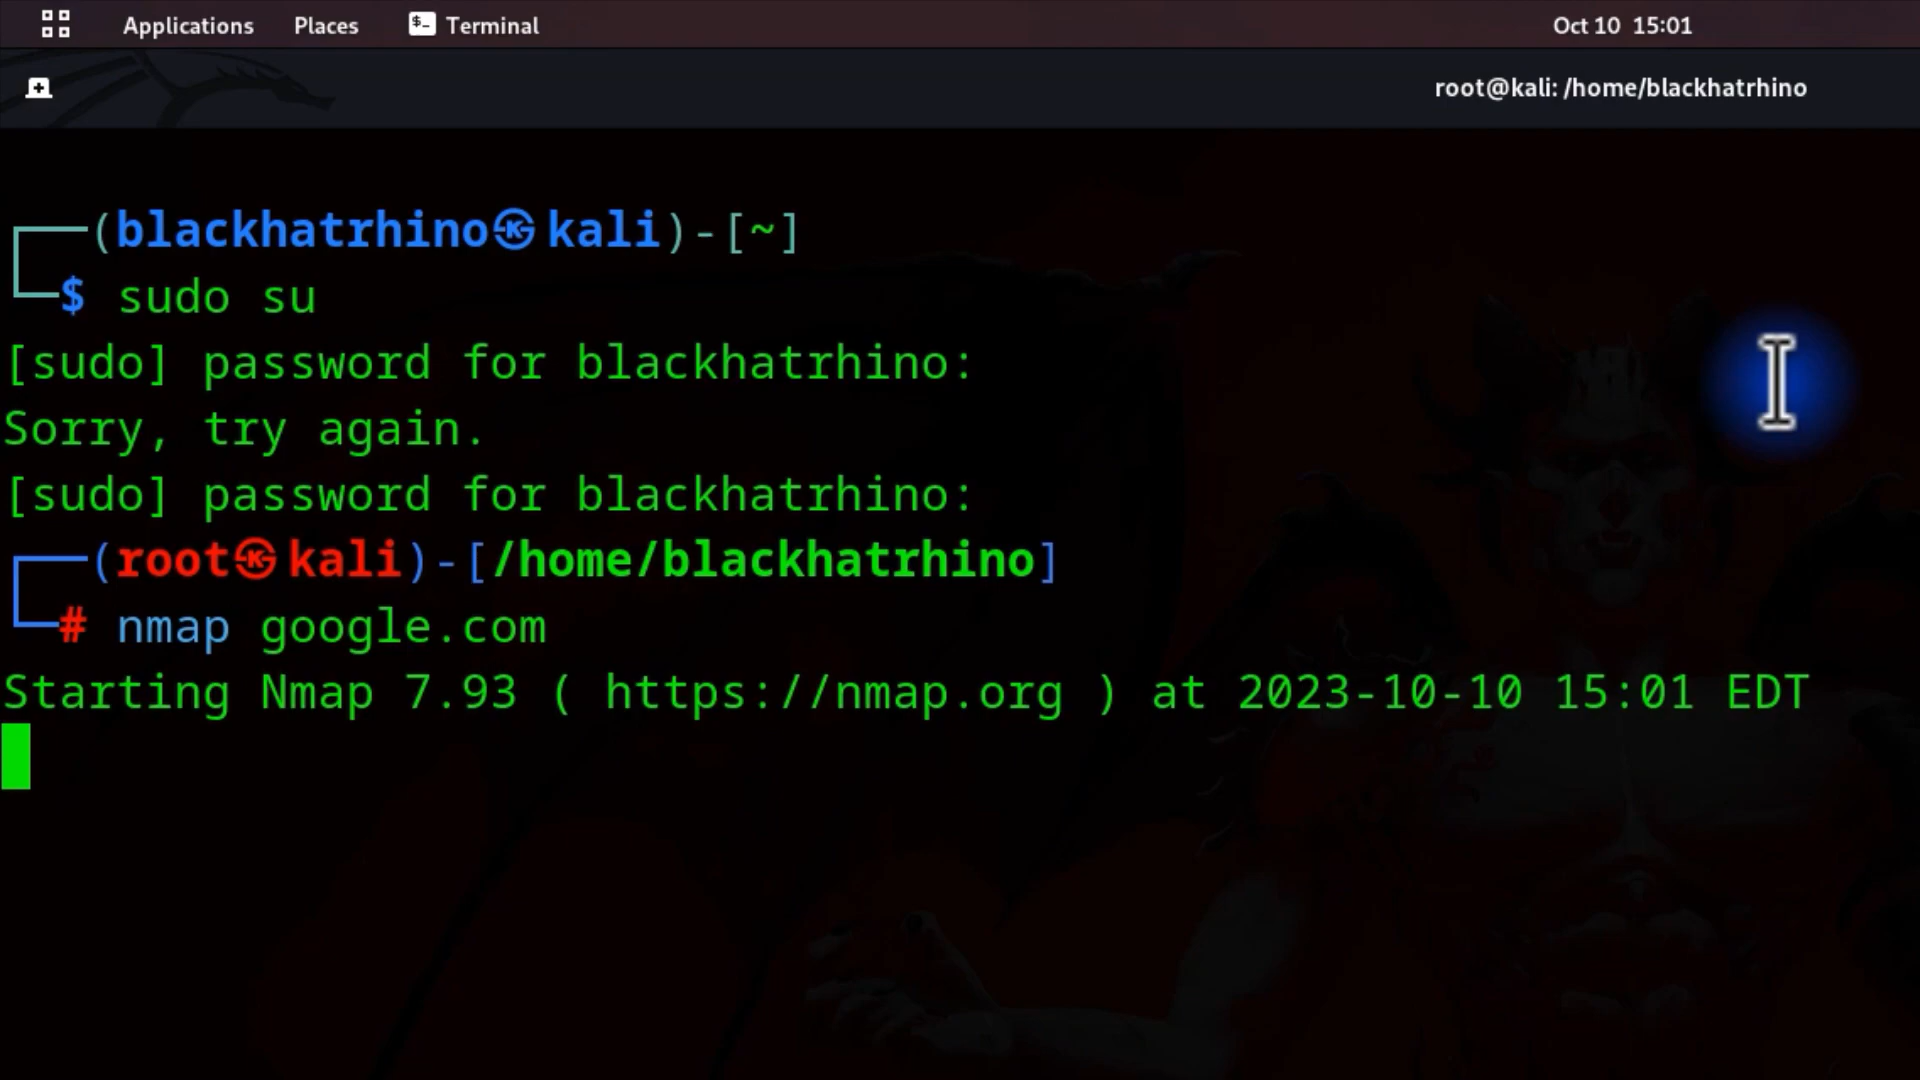 Applications Places $_ Terminal Oct 10 15:01
root@kali: /home/blackhatrhino
┌──(blackhatrhino㉿kali)-[~]
└─$ sudo su
[sudo] password for blackhatrhino:
Sorry, try again.
[sudo] password for blackhatrhino:
┌──(root㉿kali)-[/home/blackhatrhino]
└─# nmap google.com
Starting Nmap 7.93 ( https://nmap.org ) at 2023-10-10 15:01 EDT